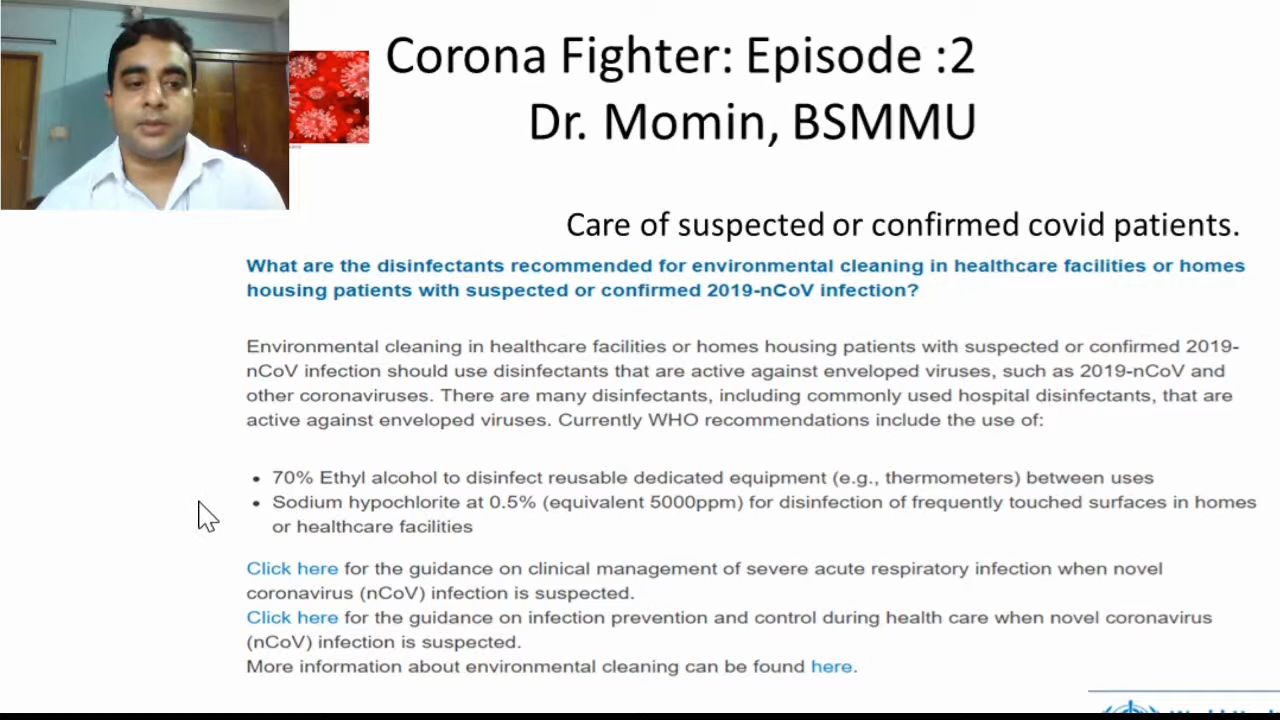 Corona Fighter: Episode :2
Dr. Momin, BSMMU
Care of suspected or confirmed covid patients.
What are the disinfectants recommended for environmental cleaning in healthcare facilities or homes
housing patients with suspected or confirmed 2019-nCoV infection?
Environmental cleaning in healthcare facilities or homes housing patients with suspected or confirmed 2019-
nCoV infection should use disinfectants that are active against enveloped viruses, such as 2019-nCoV and
other coronaviruses. There are many disinfectants, including commonly used hospital disinfectants, that are
active against enveloped viruses. Currently WHO recommendations include the use of:
• 70% Ethyl alcohol to disinfect reusable dedicated equipment (e.g., thermometers) between uses
• Sodium hypochlorite at 0.5% (equivalent 5000ppm) for disinfection of frequently touched surfaces in homes
or healthcare facilities
Click here for the guidance on clinical management of severe acute respiratory infection when novel
coronavirus (nCoV) infection is suspected.
Click here for the guidance on infection prevention and control during health care when novel coronavirus
(nCoV) infection is suspected.
More information about environmental cleaning can be found here.